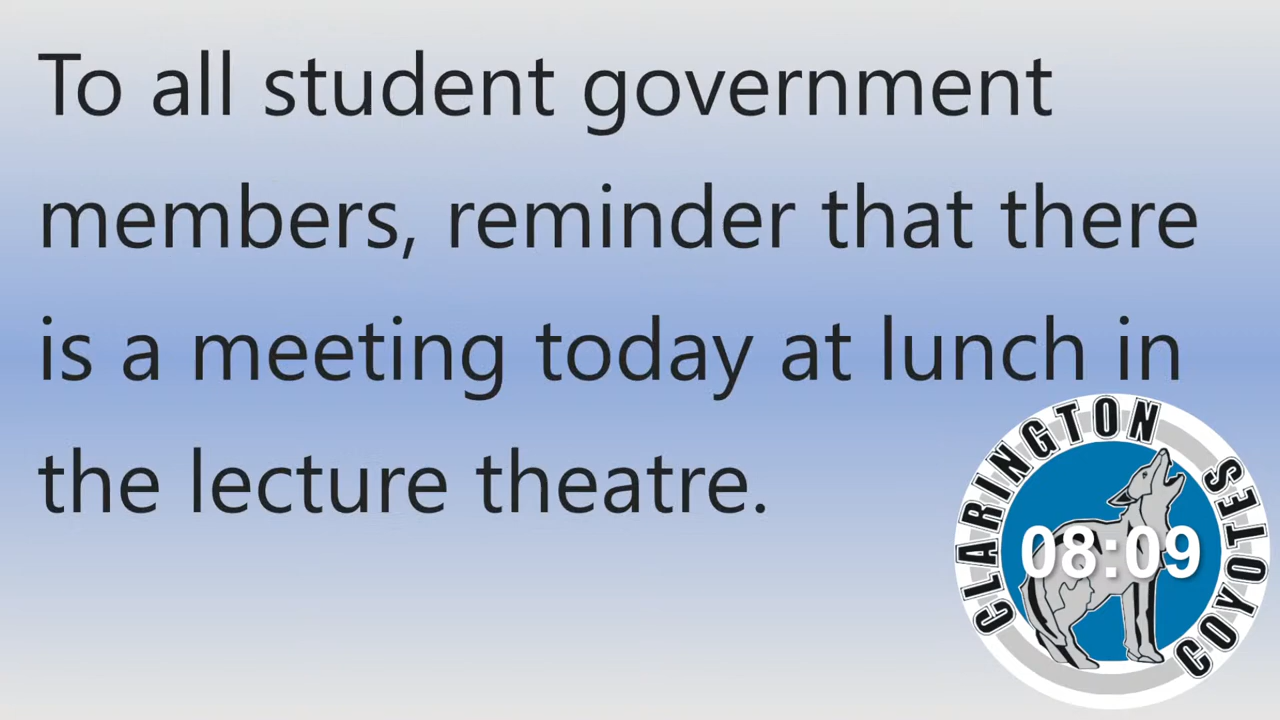 To all student government
members, reminder that there
is a meeting today at lunch in
the lecture theatre.
CLARINGTON
08:09
COYOTES